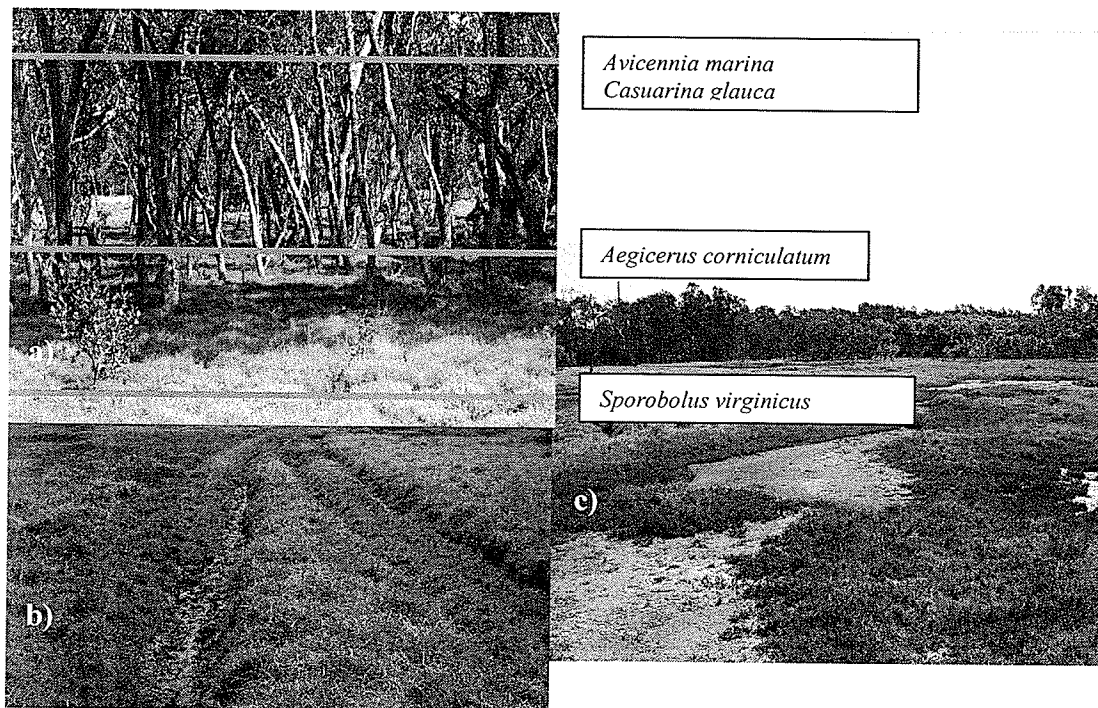 Avicennia marina
Casuarina glauca
Aegicerus corniculatum
a)
Sporobolus virginicus
c)
b)